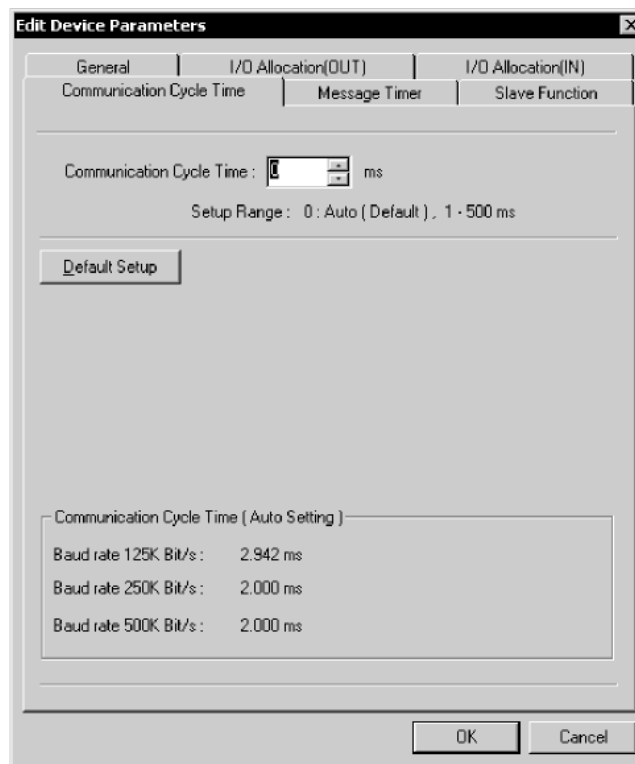 Edit Device Parameters
General I/O Allocation(OUT) I/O Allocation(IN)
Communication Cycle Time Message Timer Slave Function
Communication Cycle Time : 0 ms
Setup Range : 0 : Auto ( Default ) , 1 - 500 ms
Default Setup
Communication Cycle Time ( Auto Setting )
Baud rate 125K Bit/s : 2.942 ms
Baud rate 250K Bit/s : 2.000 ms
Baud rate 500K Bit/s : 2.000 ms
OK Cancel